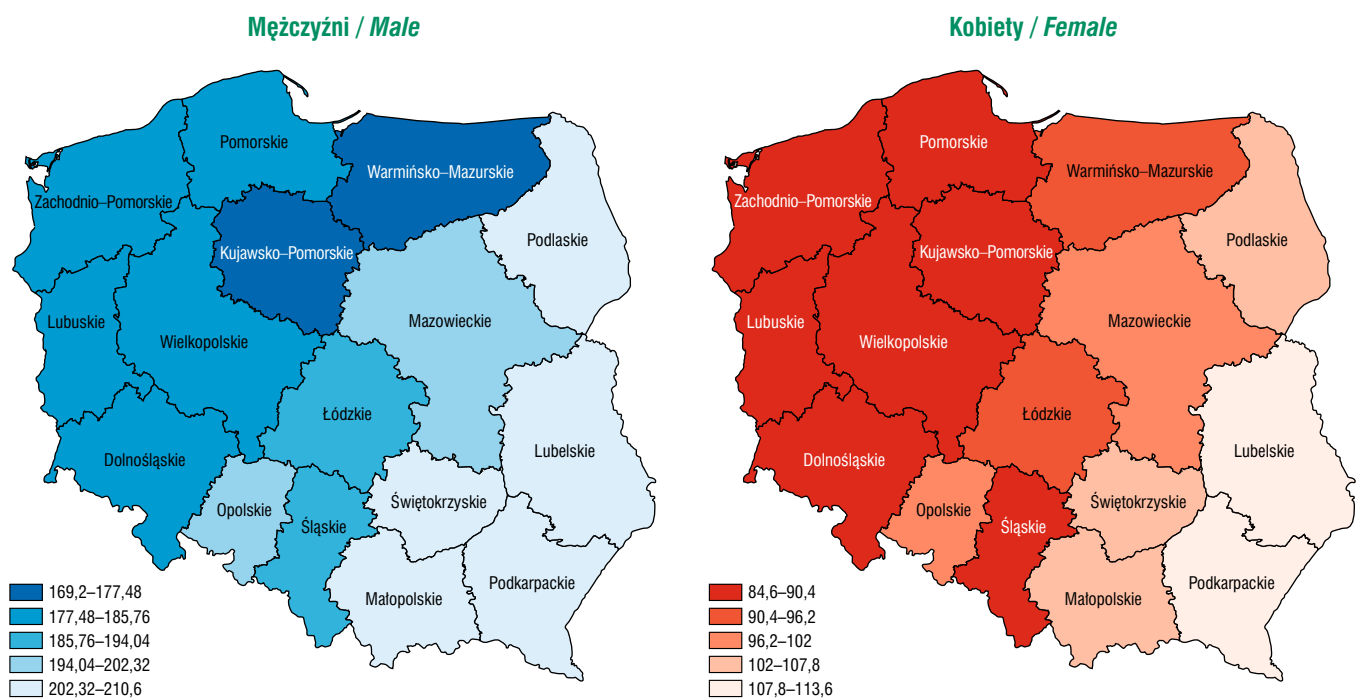 Mężczyźni / Male
Pomorskie
Warmińsko–Mazurskie
Zachodnio–Pomorskie
Podlaskie
Kujawsko–Pomorskie
Lubuskie
Mazowieckie
Wielkopolskie
Łódzkie
Lubelskie
Dolnośląskie
Świętokrzyskie
Opolskie
Śląskie
Podkarpackie
Małopolskie
169,2–177,48
177,48–185,76
185,76–194,04
194,04–202,32
202,32–210,6
Kobiety / Female
Pomorskie
Warmińsko–Mazurskie
Zachodnio–Pomorskie
Podlaskie
Kujawsko–Pomorskie
Lubuskie
Mazowieckie
Wielkopolskie
Łódzkie
Lubelskie
Dolnośląskie
Świętokrzyskie
Opolskie
Śląskie
Podkarpackie
Małopolskie
84,6–90,4
90,4–96,2
96,2–102
102–107,8
107,8–113,6